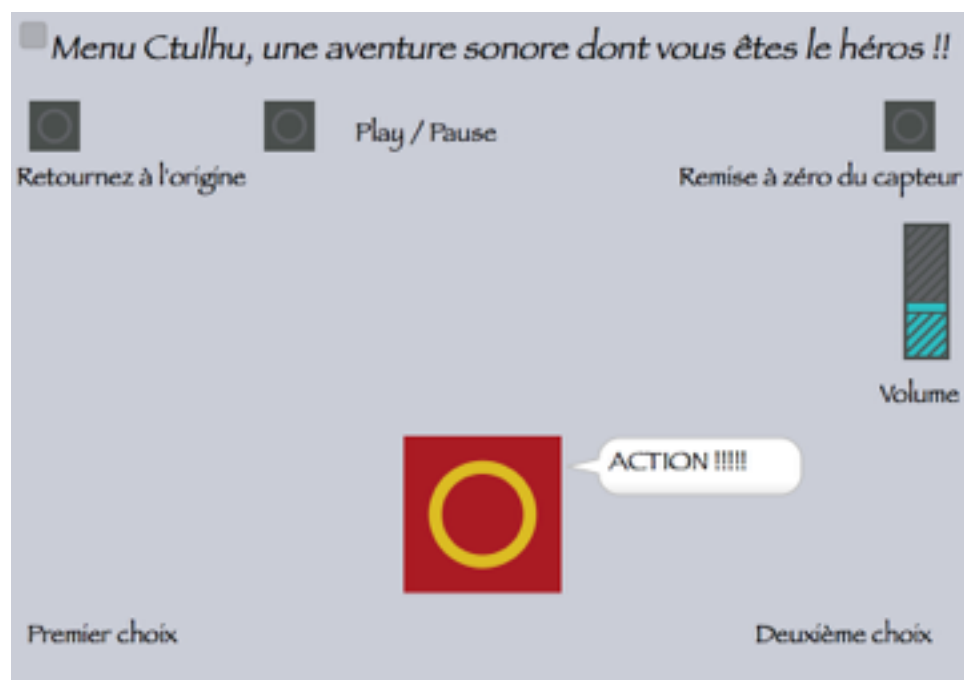 Menu Ctulhu, une aventure sonore dont vous êtes le héros !!
Play / Pause
Retournez à l'origine
Remise à zéro du capteur
Volume
ACTION !!!!!
Premier choix
Deuxième choix